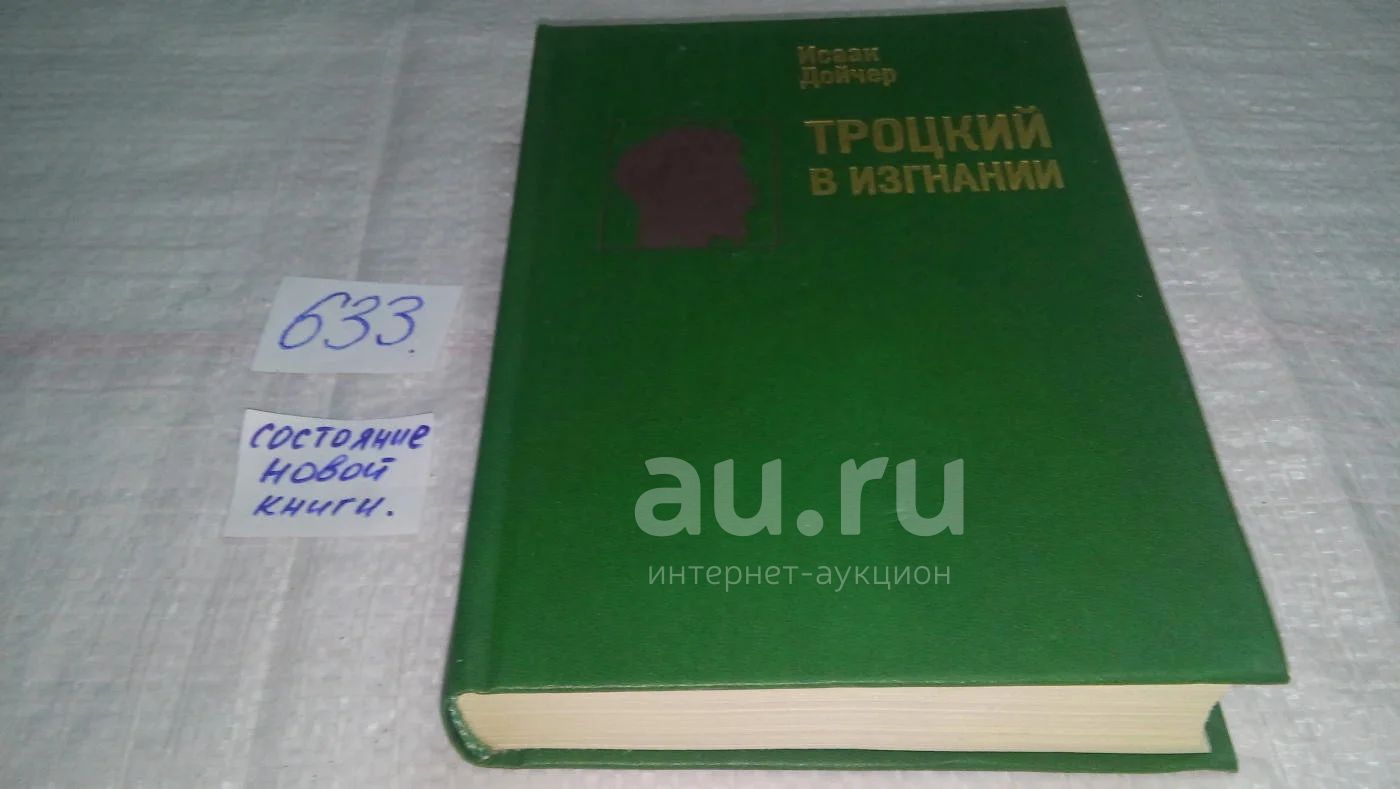 Исаак
Дойчер
ТРОЦКИЙ
В ИЗГНАНИИ
633.
СОСТОЯНИЕ
НОВОЙ
КНИГИ.
au.ru
интернет-аукцион